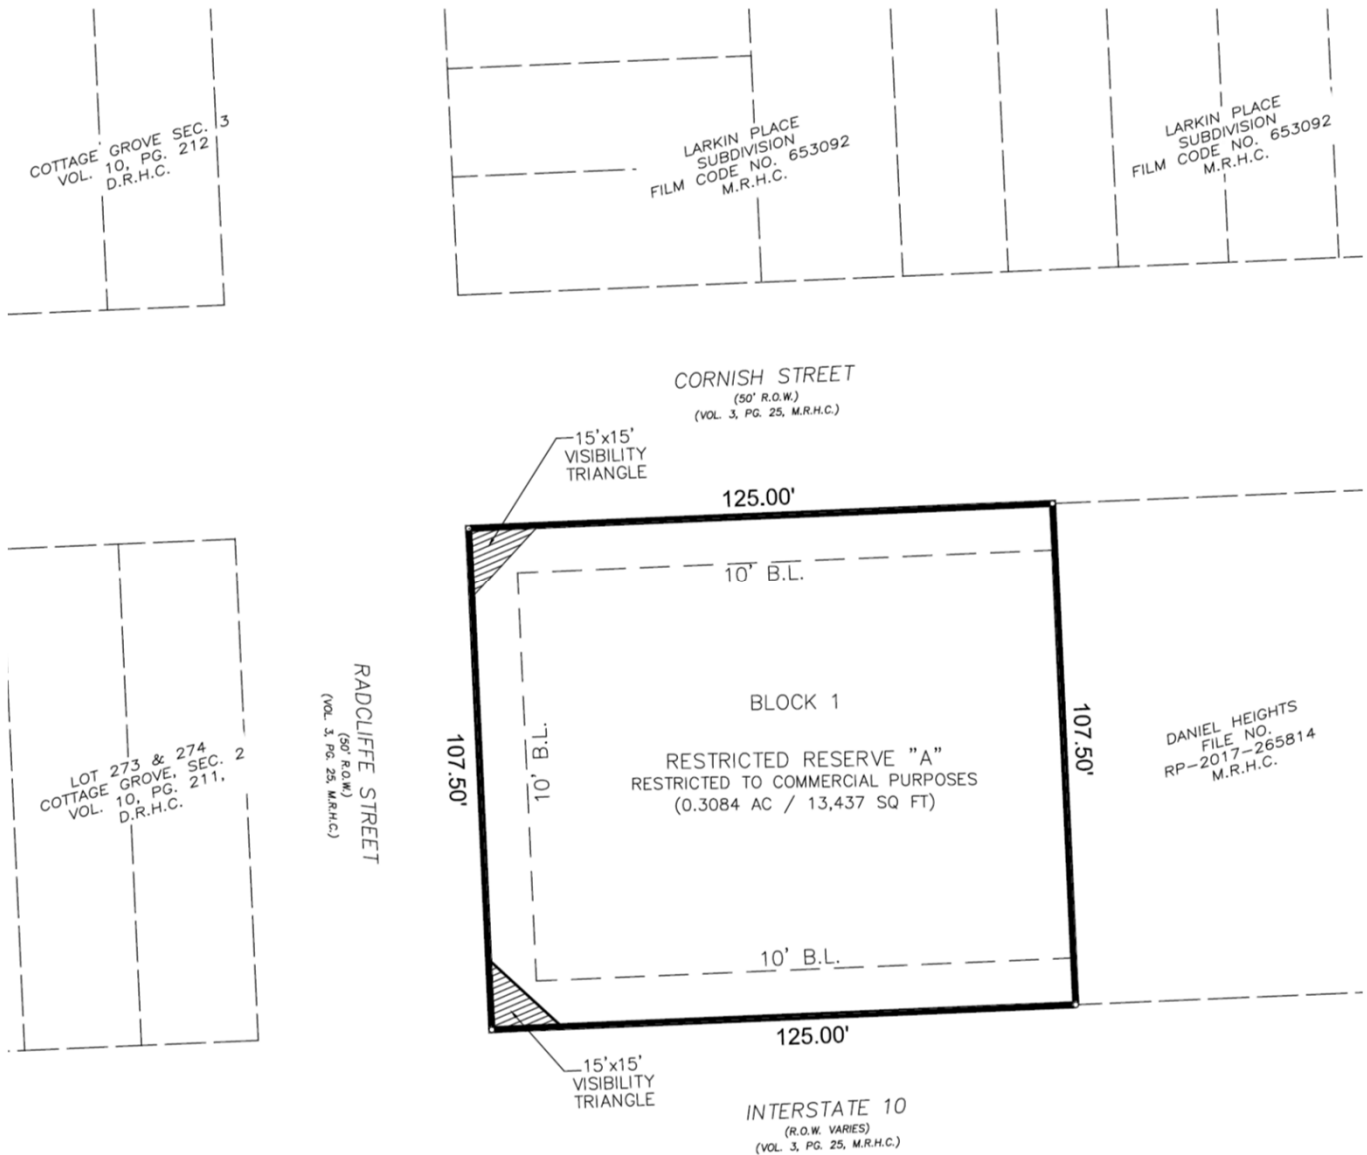 COTTAGE GROVE SEC. 3
VOL. 10, PG. 212
D.R.H.C.
LARKIN PLACE
SUBDIVISION
FILM CODE NO. 653092
M.R.H.C.
LARKIN PLACE
SUBDIVISION
FILM CODE NO. 653092
M.R.H.C.
CORNISH STREET
(50' R.O.W.)
(VOL. 3, PG. 25, M.R.H.C.)
15'x15'
VISIBILITY
TRIANGLE
125.00'
10' B.L.
LOT 273 & 274
COTTAGE GROVE, SEC. 2
VOL. 10, PG. 211,
D.R.H.C.
RADCLIFFE STREET
(50' R.O.W.)
(VOL. 3, PG. 25, M.R.H.C.)
107.50'
10' B.L.
BLOCK 1
RESTRICTED RESERVE "A"
RESTRICTED TO COMMERCIAL PURPOSES
(0.3084 AC / 13,437 SQ FT)
107.50'
DANIEL HEIGHTS
FILE NO.
RP-2017-265814
M.R.H.C.
10' B.L.
125.00'
15'x15'
VISIBILITY
TRIANGLE
INTERSTATE 10
(R.O.W. VARIES)
(VOL. 3, PG. 25, M.R.H.C.)